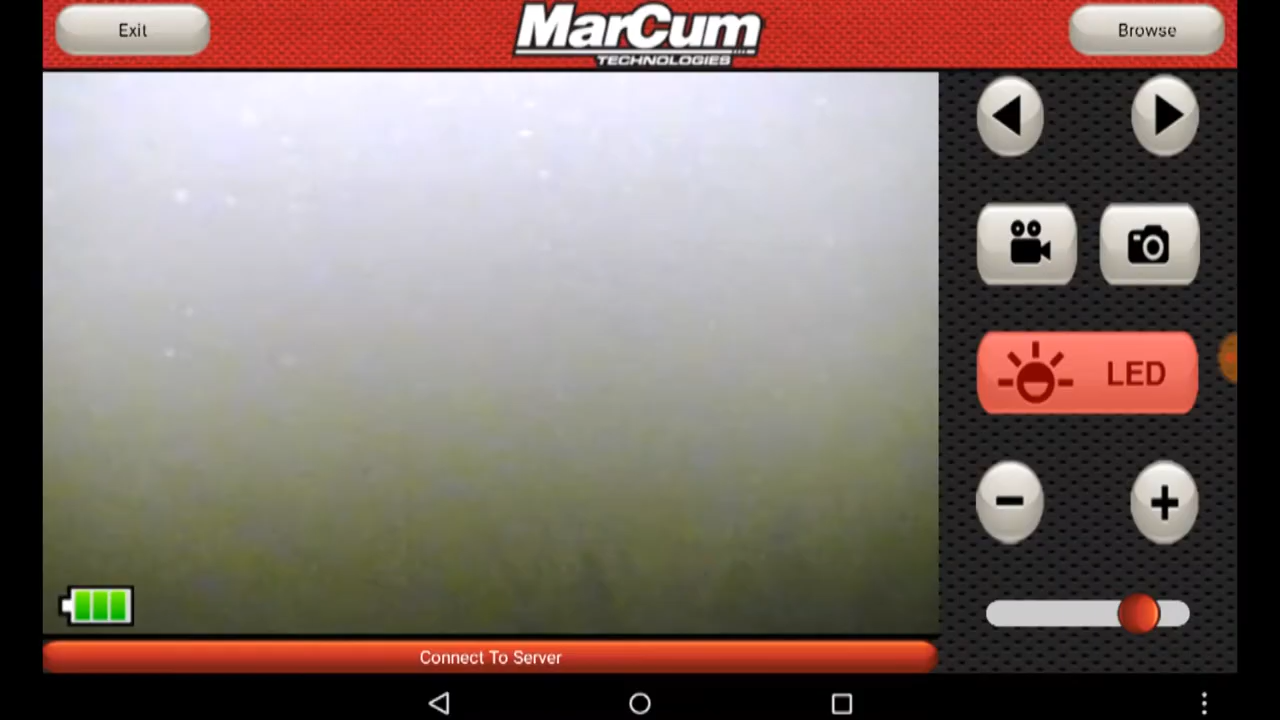 Exit
MarCum
TECHNOLOGIES
Browse
LED
Connect To Server